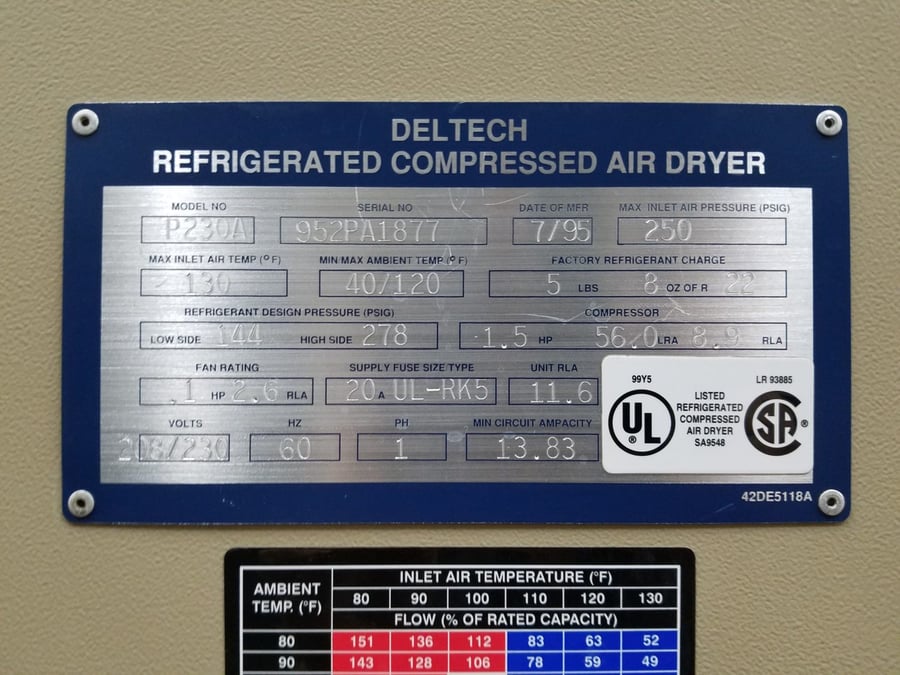 DELTECH
REFRIGERATED COMPRESSED AIR DRYER
MODEL NO SERIAL NO DATE OF MFR MAX INLET AIR PRESSURE (PSIG)
P230A 952PA1877 7/95 250
MAX INLET AIR TEMP (°F) MIN/MAX AMBIENT TEMP (°F) FACTORY REFRIGERANT CHARGE
130 40/120 5 LBS 8 OZ OF R 22
REFRIGERANT DESIGN PRESSURE (PSIG) COMPRESSOR
LOW SIDE 144 HIGH SIDE 278 1.5 HP 56.0 LRA 8.9 RLA
FAN RATING SUPPLY FUSE SIZE TYPE UNIT RLA
.1 HP 2.6 RLA 20 A UL-RK5 11.6
VOLTS HZ PH MIN CIRCUIT AMPACITY
208/230 60 1 13.83
99Y5 LR 93885
UL LISTED
REFRIGERATED
COMPRESSED
AIR DRYER
SA9548
SA ®
42DE5118A
AMBIENT TEMP. (°F) INLET AIR TEMPERATURE (°F)
80 90 100 110 120 130
FLOW (% OF RATED CAPACITY)
80 151 136 112 83 63 52
90 143 128 106 78 59 49